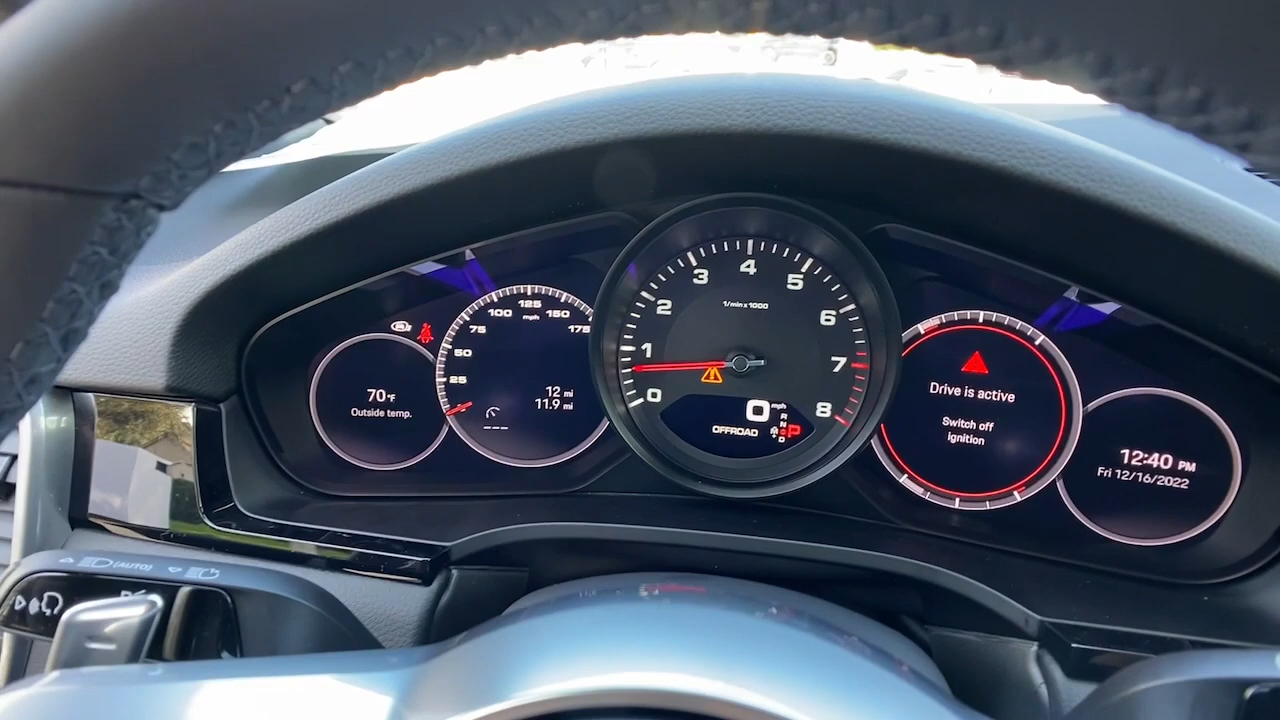 70°F
Outside temp.
25
50
75
100
125
150
175
mph
12 mi
11.9 mi
---
0
1
2
3
4
5
6
7
8
1/min x 1000
0 mph
OFFROAD
R
N
D
P
Drive is active
Switch off
ignition
12:40 PM
Fri 12/16/2022
(AUTO)